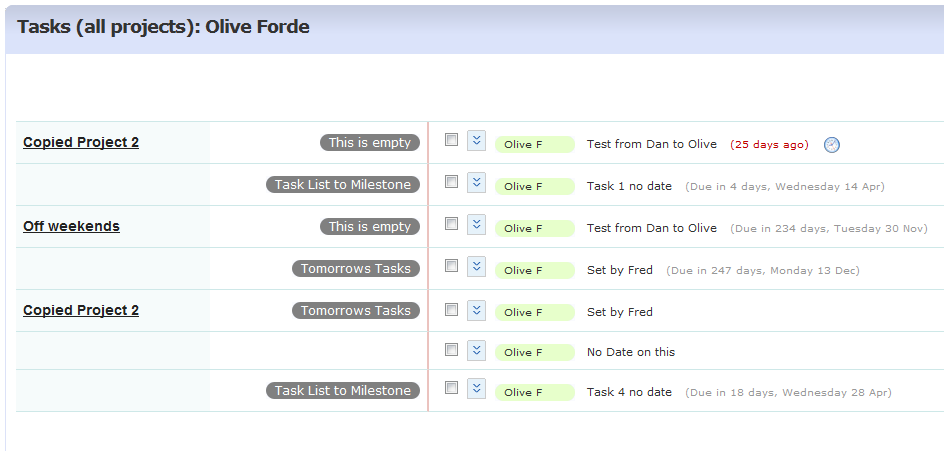 Tasks (all projects): Olive Forde
Copied Project 2 This is empty Olive F Test from Dan to Olive (25 days ago)
Task List to Milestone Olive F Task 1 no date (Due in 4 days, Wednesday 14 Apr)
Off weekends This is empty Olive F Test from Dan to Olive (Due in 234 days, Tuesday 30 Nov)
Tomorrows Tasks Olive F Set by Fred (Due in 247 days, Monday 13 Dec)
Copied Project 2 Tomorrows Tasks Olive F Set by Fred
Olive F No Date on this
Task List to Milestone Olive F Task 4 no date (Due in 18 days, Wednesday 28 Apr)